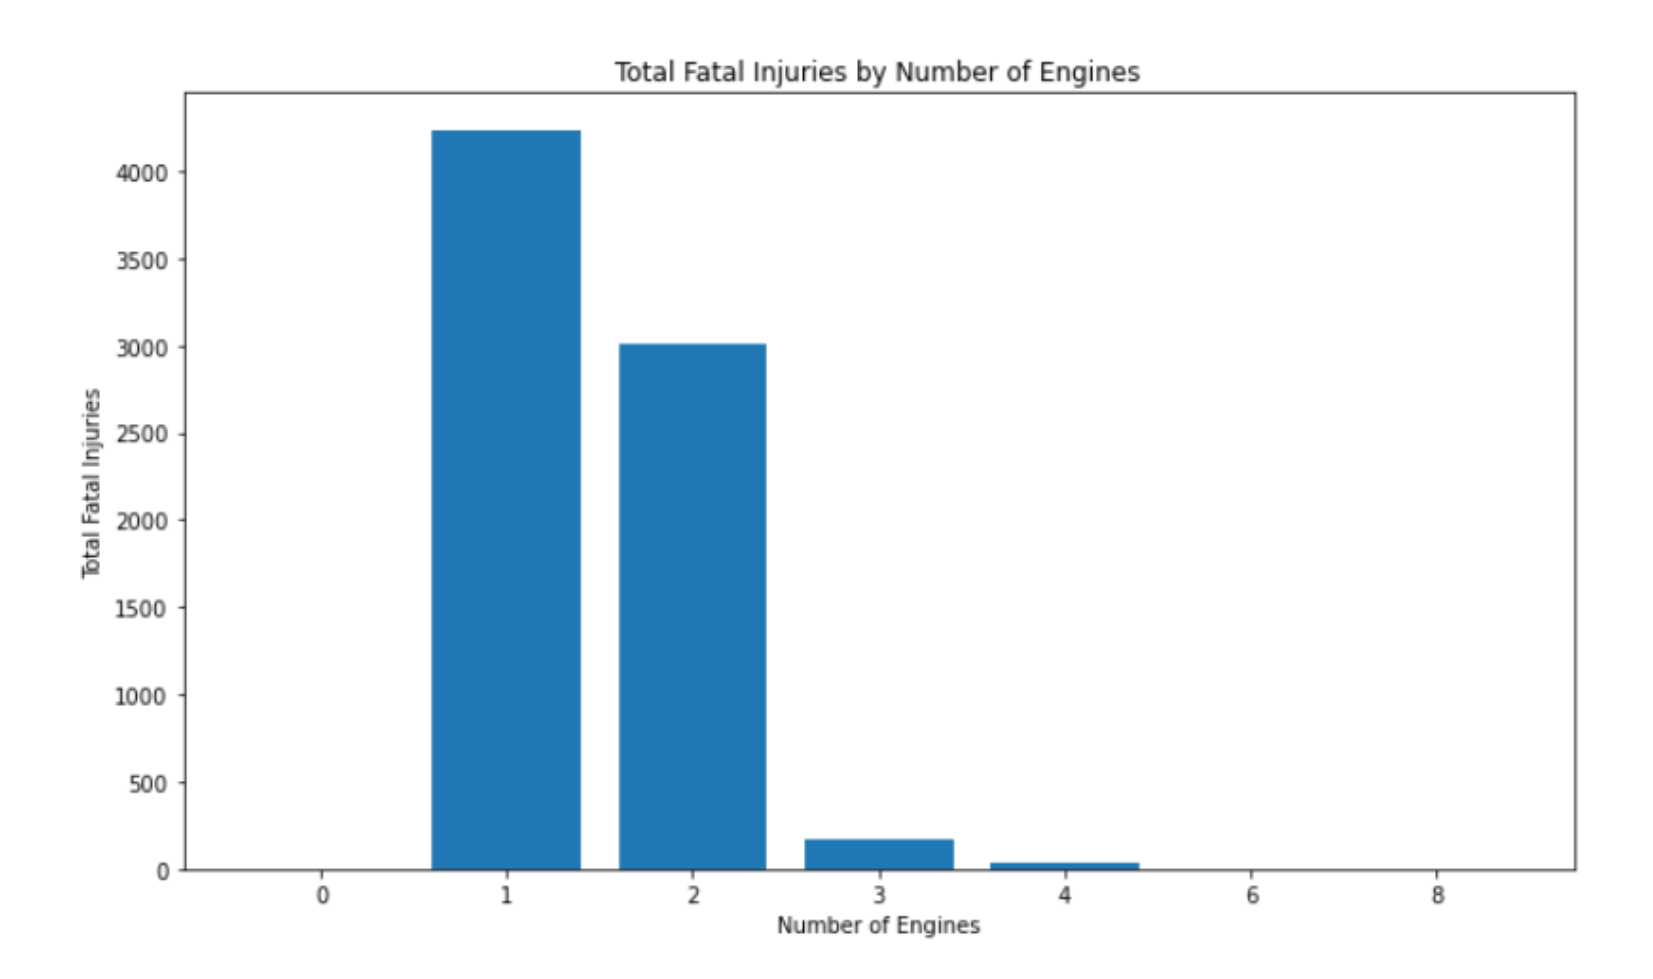 Total Fatal Injuries by Number of Engines
4000
3500
3000
2500
2000
1500
1000
500
0
Total Fatal Injuries
0 1 2 3 4 6 8
Number of Engines